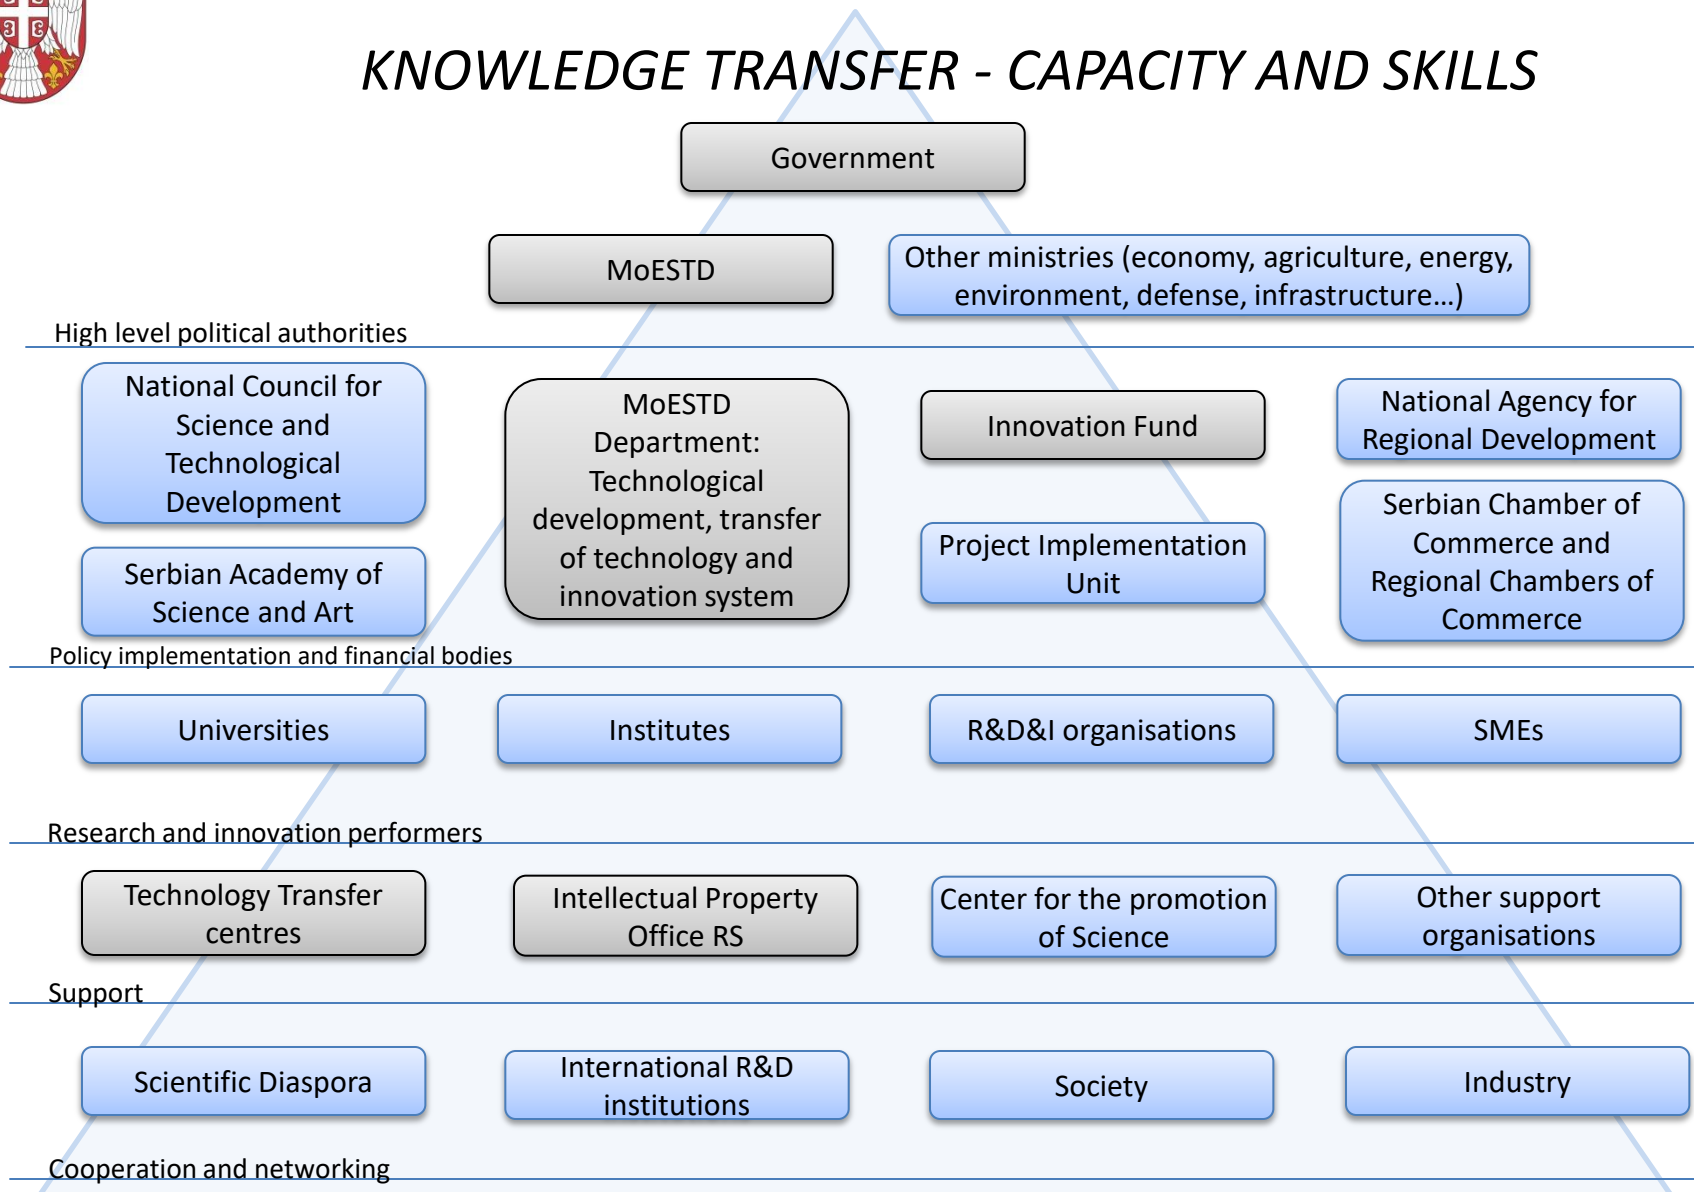 KNOWLEDGE TRANSFER - CAPACITY AND SKILLS
Government
MoESTD
Other ministries (economy, agriculture, energy,
environment, defense, infrastructure...)
High level political authorities
National Council for
Science and
Technological
Development
Serbian Academy of
Science and Art
MoESTD
Department:
Technological
development, transfer
of technology and
innovation system
Innovation Fund
Project Implementation
Unit
National Agency for
Regional Development
Serbian Chamber of
Commerce and
Regional Chambers of
Commerce
Policy implementation and financial bodies
Universities
Institutes
R&D&I organisations
SMEs
Research and innovation performers
Technology Transfer
centres
Intellectual Property
Office RS
Center for the promotion
of Science
Other support
organisations
Support
Scientific Diaspora
International R&D
institutions
Society
Industry
Cooperation and networking